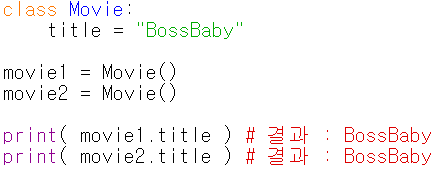 class Movie:
    title = "BossBaby"

movie1 = Movie()
movie2 = Movie()

print( movie1.title ) # 결과 : BossBaby
print( movie2.title ) # 결과 : BossBaby